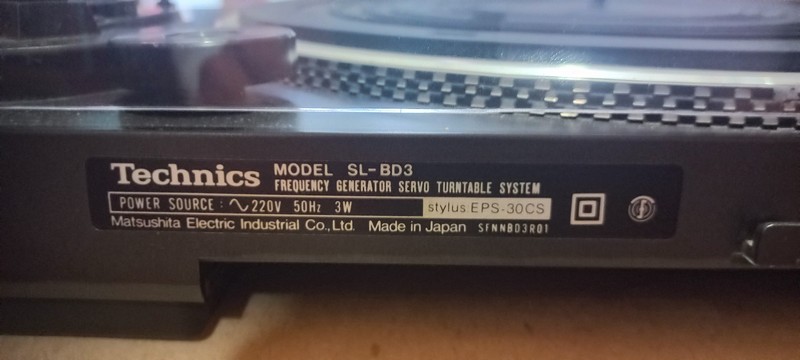 Technics MODEL SL-BD3
FREQUENCY GENERATOR SERVO TURNTABLE SYSTEM
POWER SOURCE : ∿ 220V 50Hz 3W stylus EPS-30CS
Matsushita Electric Industrial Co., Ltd. Made in Japan SFNNBD3R01